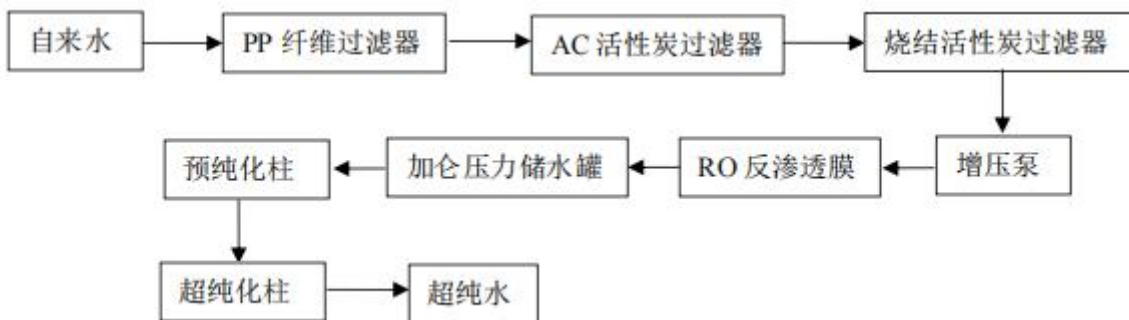 自来水
PP 纤维过滤器
AC 活性炭过滤器
烧结活性炭过滤器
增压泵
RO 反渗透膜
加仑压力储水罐
预纯化柱
超纯化柱
超纯水